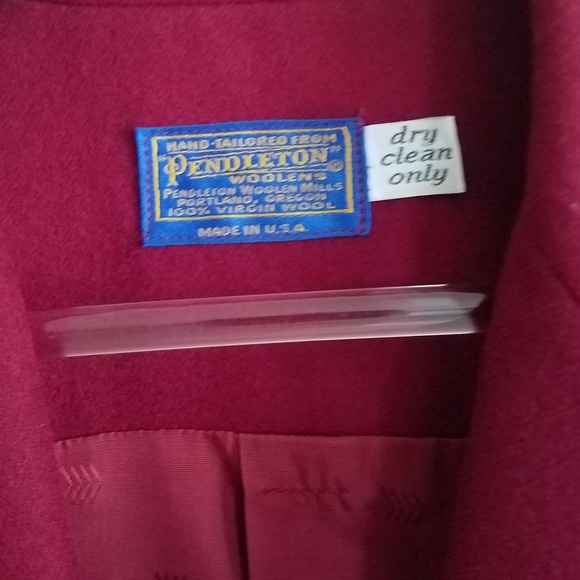 HAND-TAILORED FROM
"PENDLETON"®
WOOLENS
PENDLETON WOOLEN MILLS
PORTLAND, OREGON
100% VIRGIN WOOL
MADE IN U.S.A.
dry
clean
only